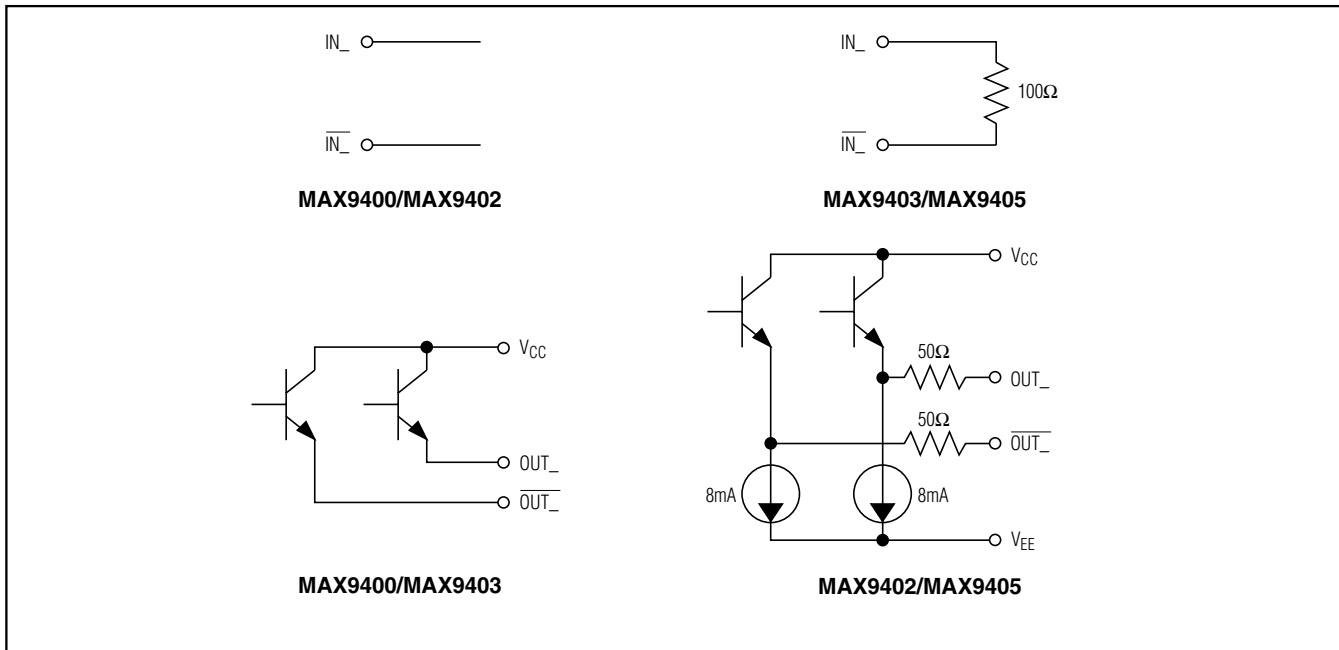 IN_
IN_
MAX9400/MAX9402
IN_
100Ω
IN_
MAX9403/MAX9405
VCC
OUT_
OUT_
MAX9400/MAX9403
VCC
50Ω
OUT_
50Ω
OUT_
8mA
8mA
VEE
MAX9402/MAX9405